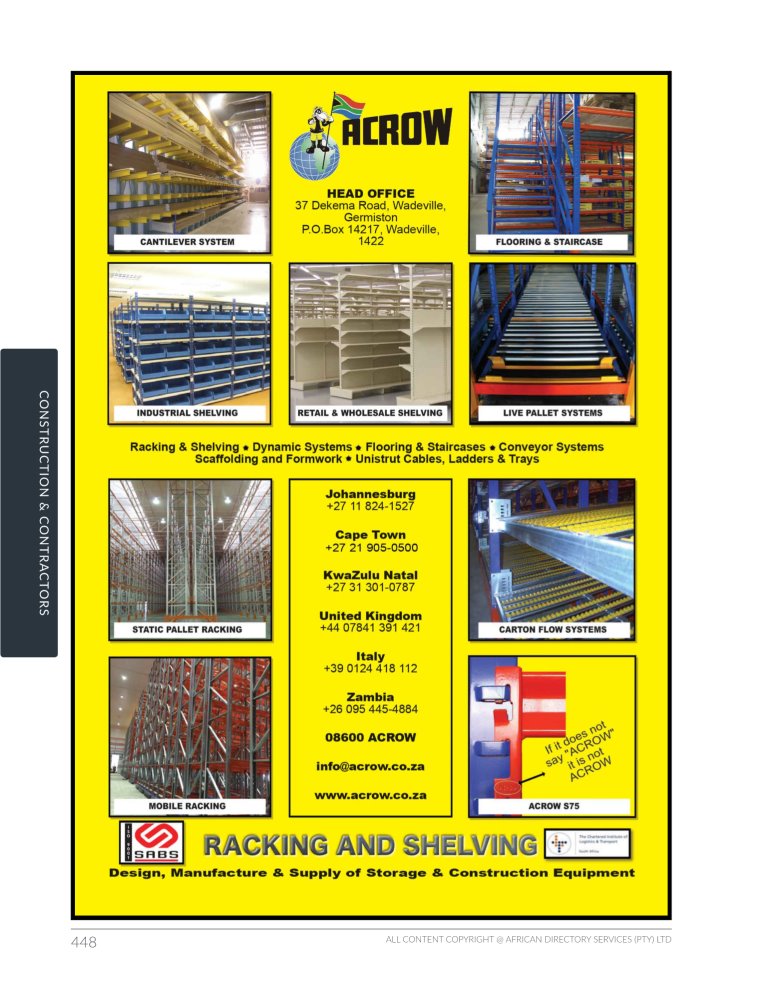 ACROW
HEAD OFFICE
37 Dekema Road, Wadeville,
Germiston
P.O.Box 14217, Wadeville,
1422
CANTILEVER SYSTEM
FLOORING & STAIRCASE
INDUSTRIAL SHELVING
RETAIL & WHOLESALE SHELVING
LIVE PALLET SYSTEMS
Racking & Shelving ★ Dynamic Systems ★ Flooring & Staircases ★ Conveyor Systems
Scaffolding and Formwork ★ Unistrut Cables, Ladders & Trays
STATIC PALLET RACKING
Johannesburg
+27 11 824-1527
Cape Town
+27 21 905-0500
KwaZulu Natal
+27 31 301-0787
United Kingdom
+44 07841 391 421
Italy
+39 0124 418 112
Zambia
+26 095 445-4884
08600 ACROW
info@acrow.co.za
www.acrow.co.za
CARTON FLOW SYSTEMS
MOBILE RACKING
If it does not
say "ACROW"
it is not
ACROW
ACROW S75
ISO 9001
SABS
RACKING AND SHELVING
The Chartered Institute of
Logistics & Transport
South Africa
Design, Manufacture & Supply of Storage & Construction Equipment
CONSTRUCTION & CONTRACTORS
448
ALL CONTENT COPYRIGHT @ AFRICAN DIRECTORY SERVICES (PTY) LTD